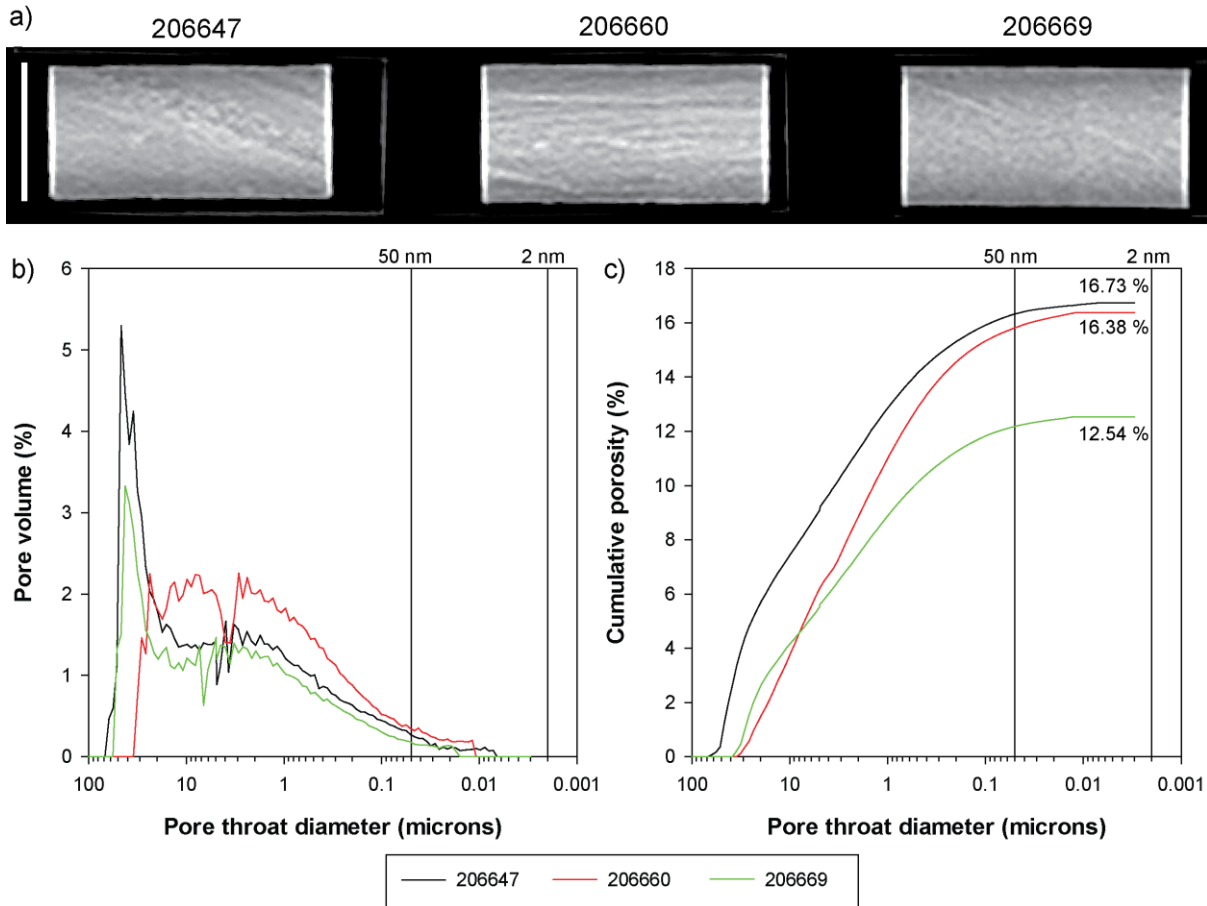 a)
206647 206660 206669
b)
50 nm 2 nm
6
5
4
3
2
1
0
Pore volume (%)
100 10 1 0.1 0.01 0.001
Pore throat diameter (microns)
c)
50 nm 2 nm
18
16
14
12
10
8
6
4
2
0
Cumulative porosity (%)
16.73 %
16.38 %
12.54 %
100 10 1 0.1 0.01 0.001
Pore throat diameter (microns)
206647 206660 206669